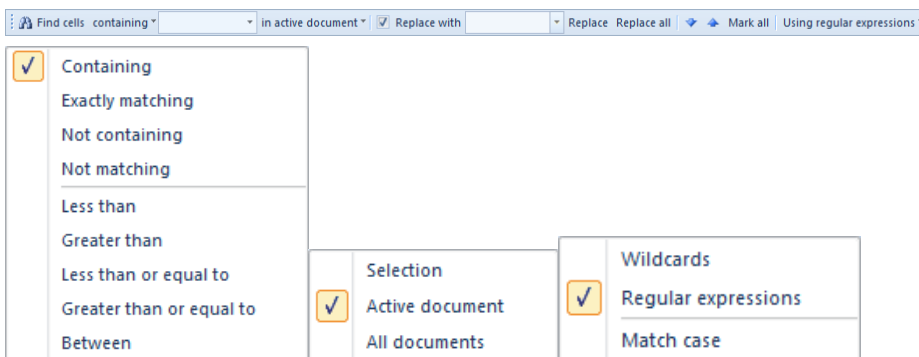 Find cells containing in active document Replace with Replace Replace all Mark all Using regular expressions
Containing
Exactly matching
Not containing
Not matching
Less than
Greater than
Less than or equal to
Greater than or equal to
Between
Selection
Active document
All documents
Wildcards
Regular expressions
Match case